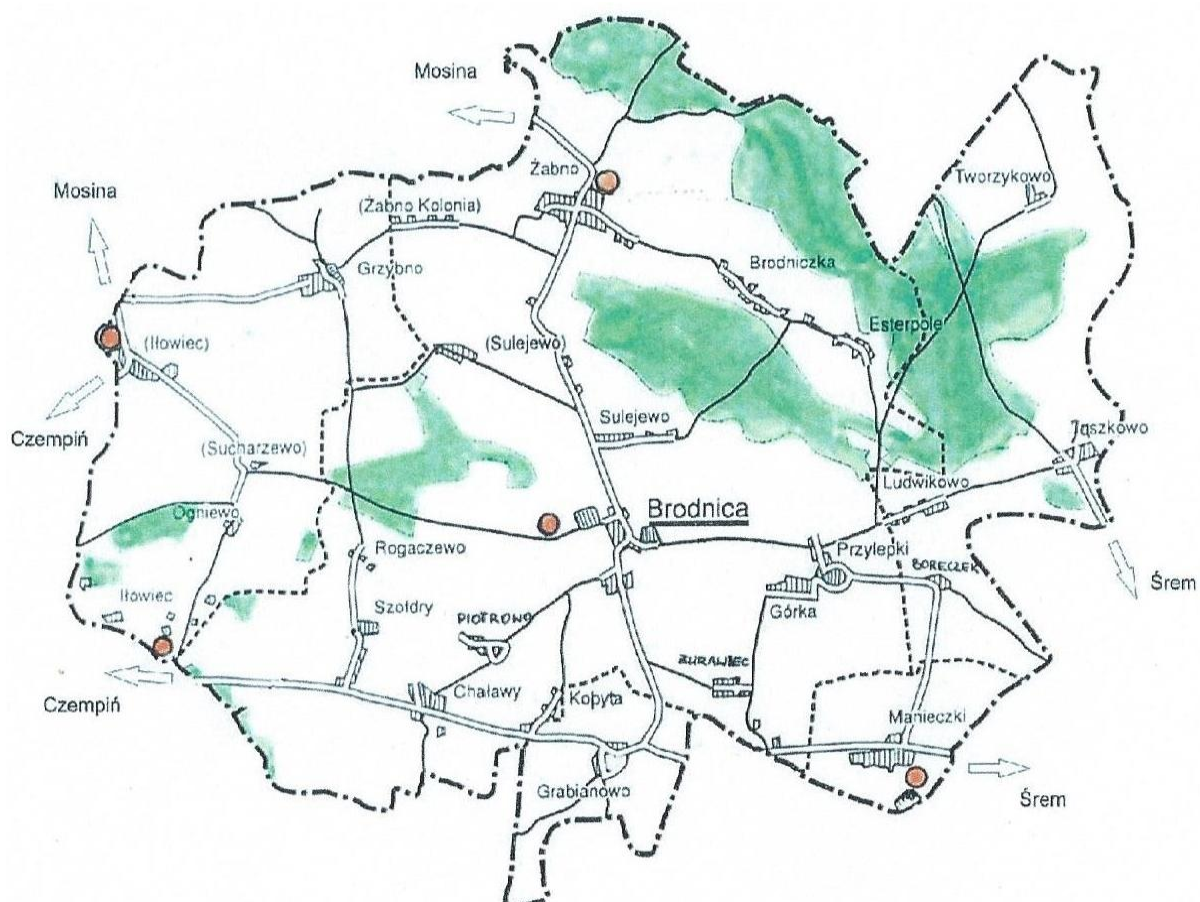 Mosina
Żabno
Tworzykowo
Mosina
(Żabno Kolonia)
Grzybno
Brodniczka
Esterpole
(Iłowiec)
(Sulejewo)
Czempiń
Sulejewo
Jaszkowo
(Sucharzewo)
Ludwikowo
Ogniewo
Brodnica
Rogaczewo
Przylepki
BORECZEK
Śrem
Iłowiec
Szołdry
PIOTROWO
Górka
ŻURAWIEC
Czempiń
Chaławy
Kopyta
Manieczki
Grabianowo
Śrem